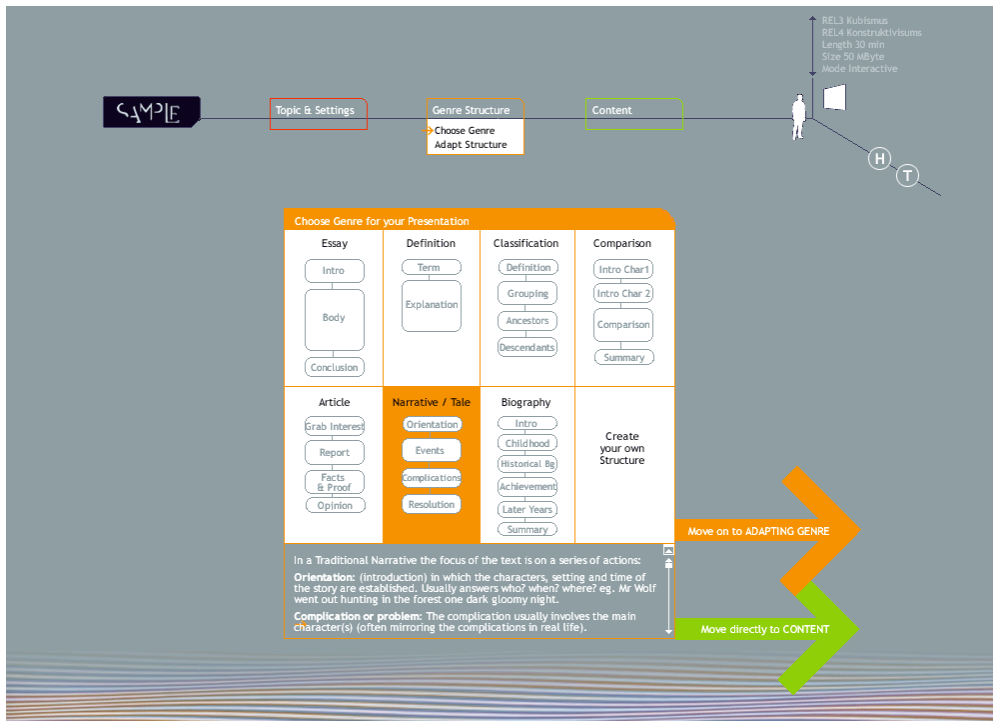 REL3 Kubismus
REL4 Konstruktivisums
Length 30 min
Size 50 MByte
Mode Interactive
SAMPLE
Topic & Settings
Genre Structure
Content
Choose Genre
Adapt Structure
H
T
Choose Genre for your Presentation
Essay
Intro
Body
Conclusion
Definition
Term
Explanation
Classification
Definition
Grouping
Ancestors
Descendants
Comparison
Intro Char1
Intro Char 2
Comparison
Summary
Article
Grab Interest
Report
Facts
& Proof
Opinion
Narrative / Tale
Orientation
Events
Complications
Resolution
Biography
Intro
Childhood
Historical Bg
Achievement
Later Years
Summary
Create
your own
Structure
Move on to ADAPTING GENRE
In a Traditional Narrative the focus of the text is on a series of actions:
Orientation: (introduction) in which the characters, setting and time of
the story are established. Usually answers who? when? where? eg. Mr Wolf
went out hunting in the forest one dark gloomy night.
Complication or problem: The complication usually involves the main
character(s) (often mirroring the complications in real life).
Move directly to CONTENT